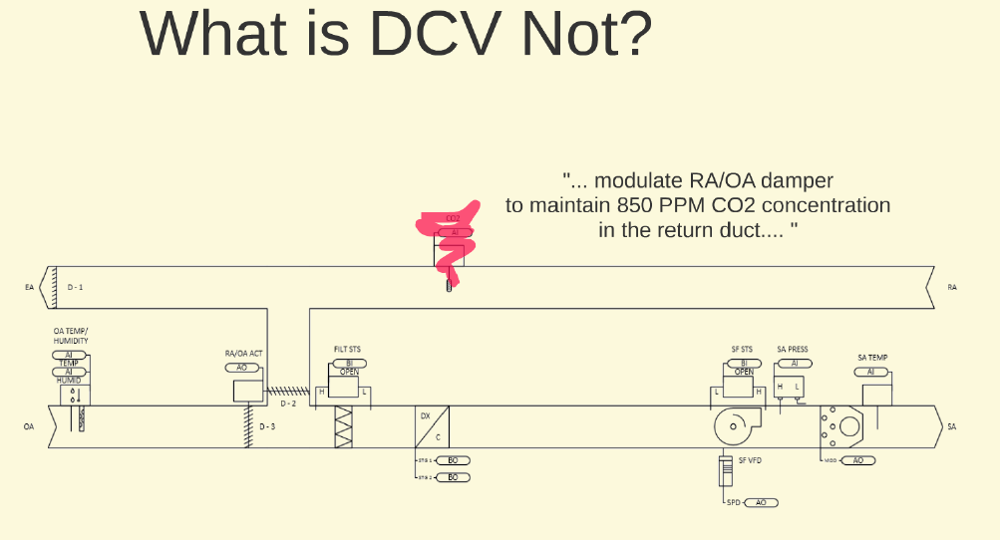 What is DCV Not?
"... modulate RA/OA damper
to maintain 850 PPM CO2 concentration
in the return duct.... "
CO2
AI
EA
D - 1
RA
OA TEMP/
HUMIDITY
AI
TEMP
AI
HUMID
RA/OA ACT
AO
FILT STS
BI
OPEN
H
L
D - 2
SF STS
BI
OPEN
L
H
SA PRESS
AI
H L
SA TEMP
AI
OA
D - 3
DX
C
SA
STG 1
BO
STG 2
BO
SF VFD
MOD
AO
SPD
AO